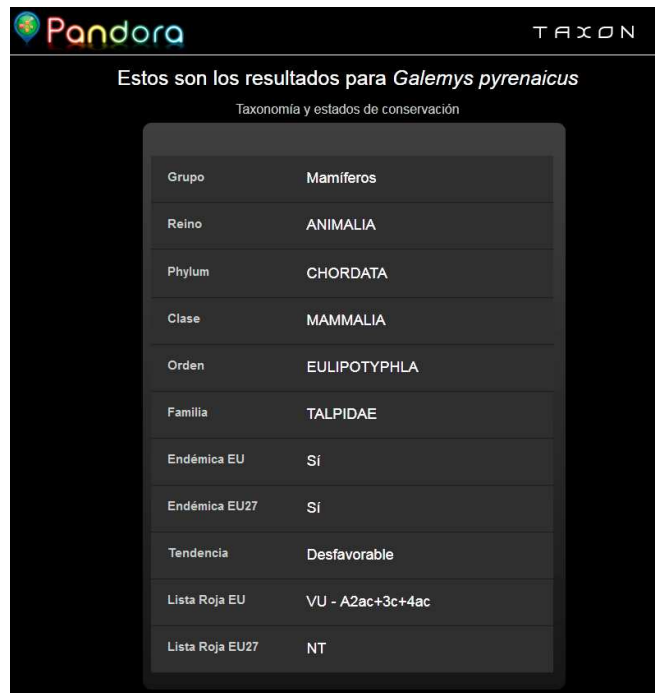 Pandora
TAXON
Estos son los resultados para Galemys pyrenaicus
Taxonomía y estados de conservación
Grupo Mamíferos
Reino ANIMALIA
Phylum CHORDATA
Clase MAMMALIA
Orden EULIPOTYPHLA
Familia TALPIDAE
Endémica EU Sí
Endémica EU27 Sí
Tendencia Desfavorable
Lista Roja EU VU - A2ac+3c+4ac
Lista Roja EU27 NT